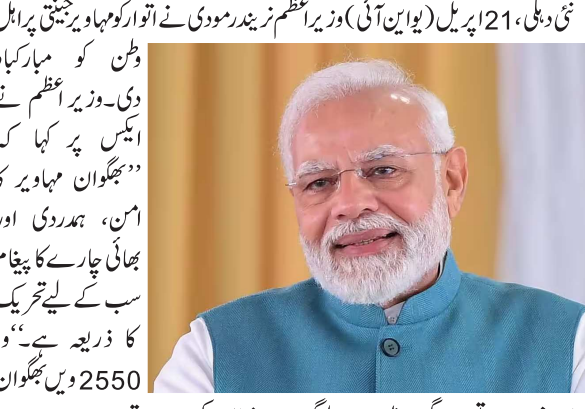 نئی دہلی، 21 اپریل (یو این آئی) وزیراعظم نریندر مودی نے اتوار کو مہاویر جینتی پر اہل
وطن کو مبارکباد
دی۔ وزیر اعظم نے
ایکس پر کہا کہ
’’بھگوان مہاویر کا
امن، ہمدردی اور
بھائی چارے کا پیغام
سب کے لیے تحریک
کا ذریعہ ہے۔‘‘ و
2550 ویں بھگوان